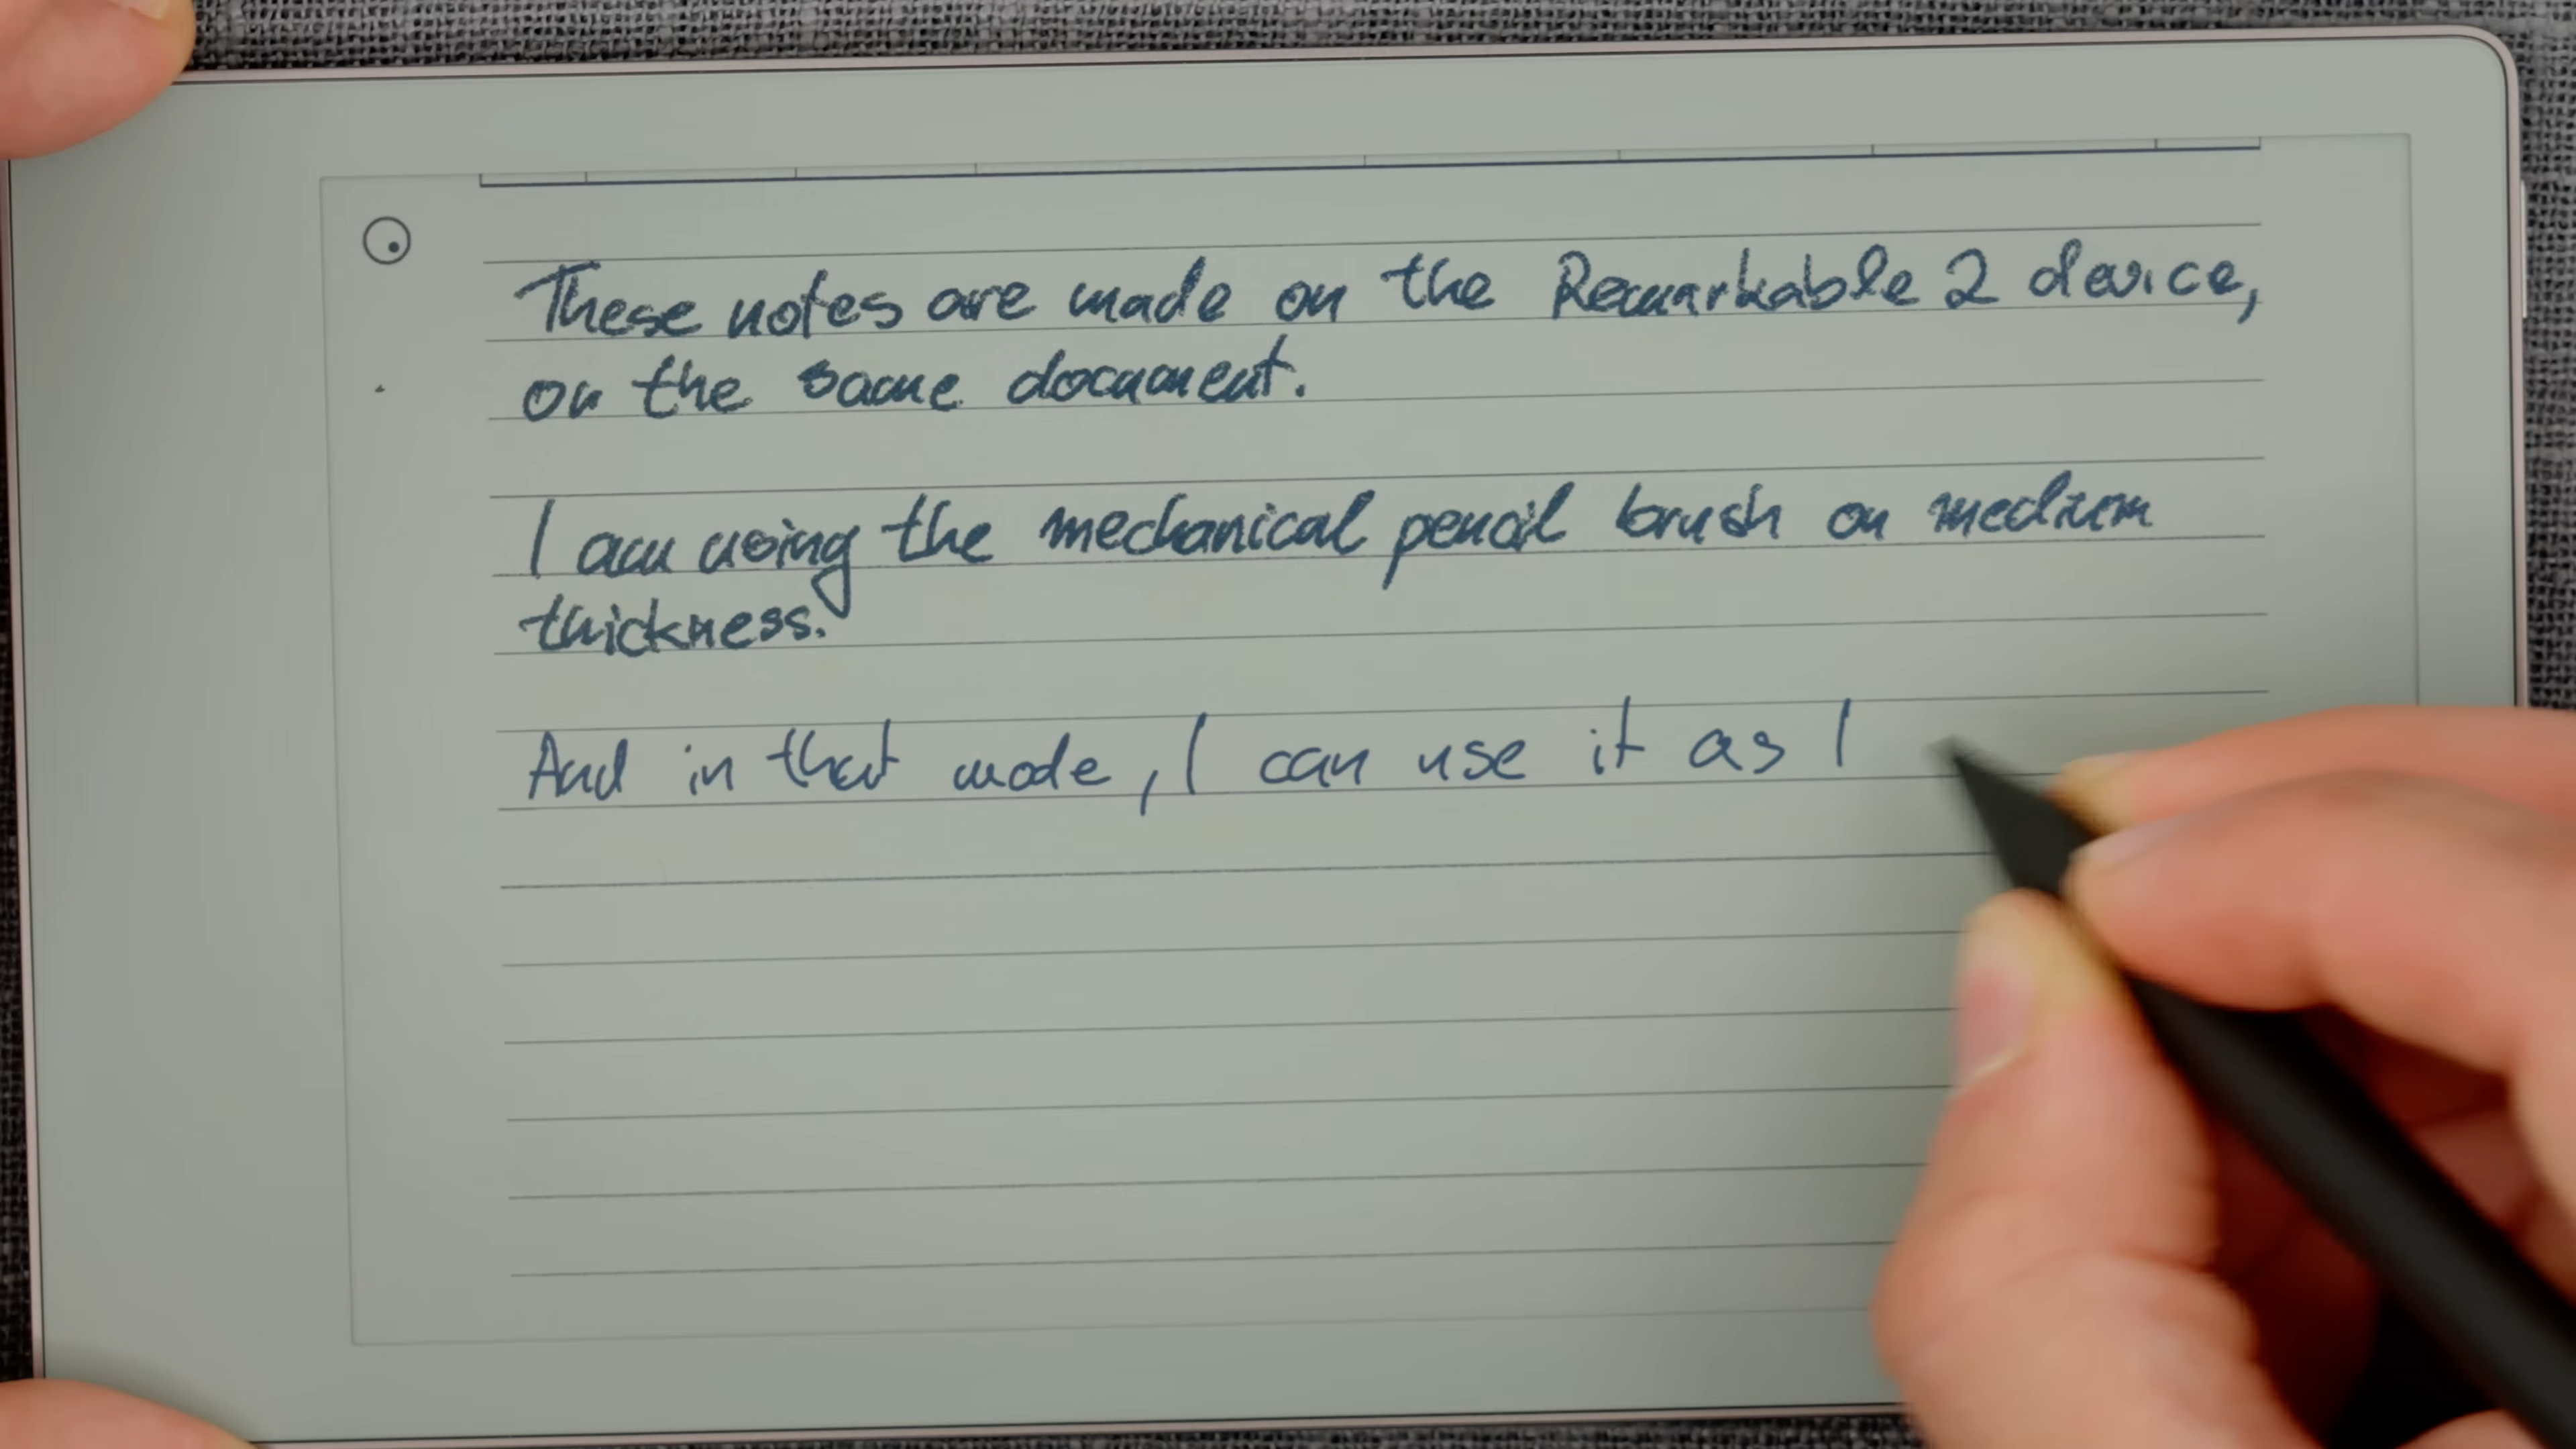 These notes are made on the Remarkable 2 device,
on the same document.
I am using the mechanical pencil brush on medium
thickness.
And in that mode, I can use it as I